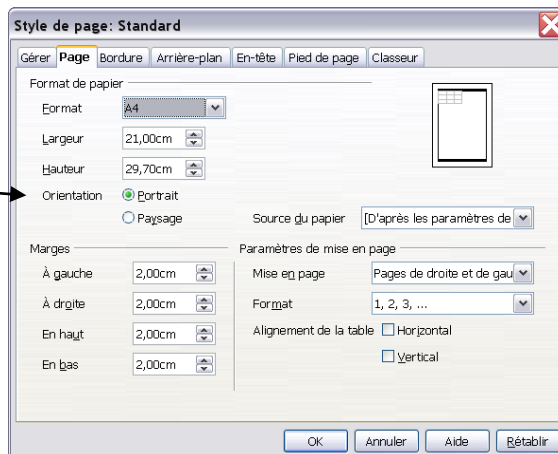 Style de page: Standard
Gérer Page Bordure Arrière-plan En-tête Pied de page Classeur
Format de papier
Format A4
Largeur 21,00cm
Hauteur 29,70cm
Orientation Portrait
Paysage Source du papier [D'après les paramètres de
Marges Paramètres de mise en page
À gauche 2,00cm Mise en page Pages de droite et de gau
À droite 2,00cm Format 1, 2, 3, ...
En haut 2,00cm Alignement de la table Horizontal
En bas 2,00cm Vertical
OK Annuler Aide Rétablir